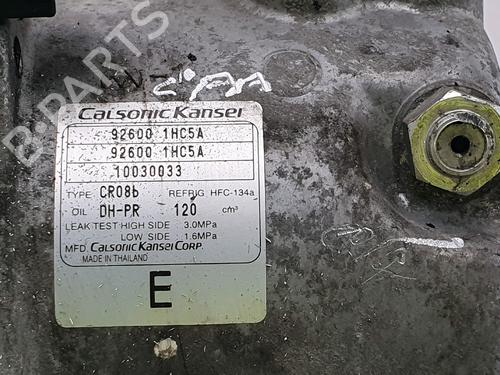 B-PARTS
Calsonic Kansei
92600 1HC5A
92600 1HC5A
10030033
TYPE CR08b REFRIG HFC-134a
OIL DH-PR 120 cm³
LEAK TEST HIGH SIDE 3.0MPa
LOW SIDE 1.6MPa
MFD. CALSONIC KANSEI CORP.
MADE IN THAILAND
E